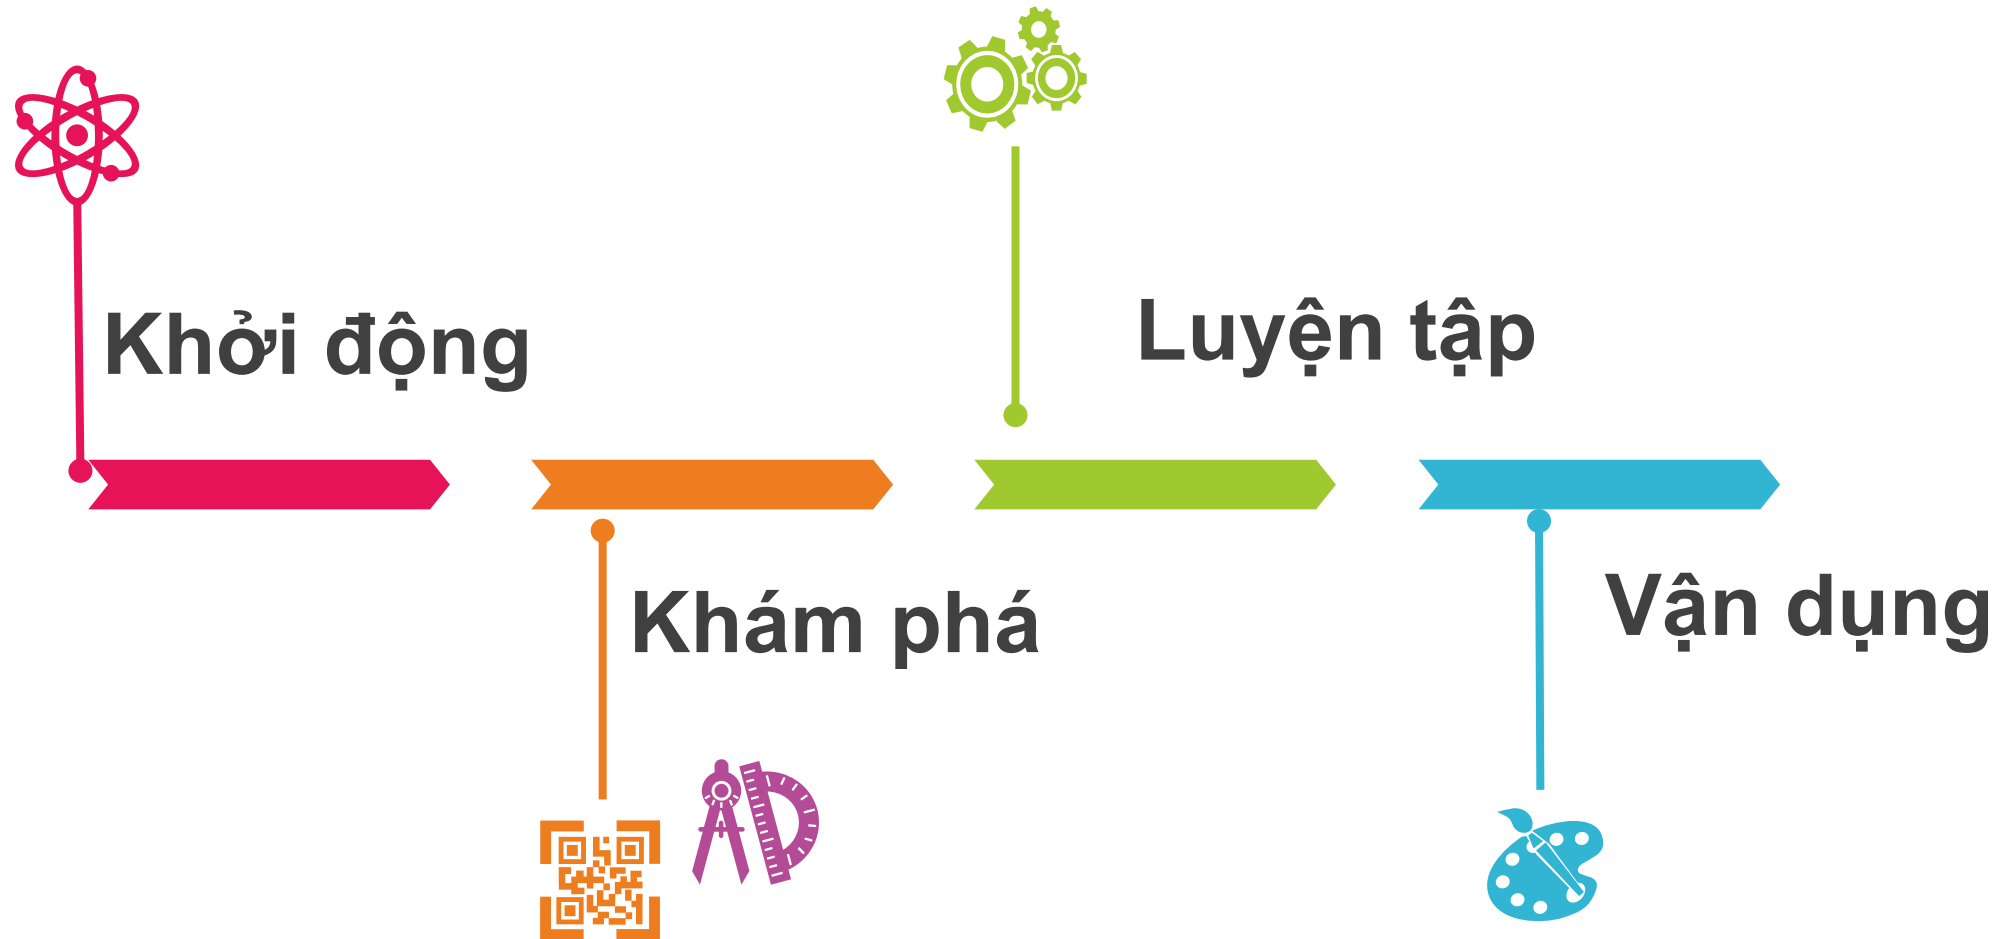 Khởi động
Khám phá
Luyện tập
Vận dụng